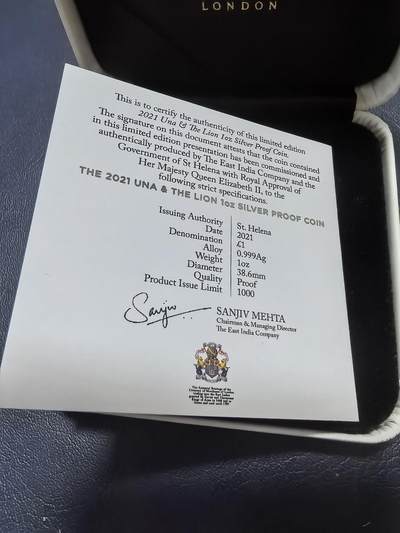 LONDON
This is to certify the authenticity of this limited edition
2021 Una & The Lion 1oz Silver Proof Coin.
The signature on this document attests that the coin contained
in this limited edition presentation has been commissioned and
authentically produced by The East India Company and the
Government of St Helena with Royal Approval of
Her Majesty Queen Elizabeth II, to the
following strict specifications.
THE 2021 UNA & THE LION 1oz SILVER PROOF COIN
Issuing Authority St. Helena
Date 2021
Denomination £1
Alloy 0.999Ag
Weight 1oz
Diameter 38.6mm
Quality Proof
Product Issue Limit 1000
Sanjiv
SANJIV MEHTA
Chairman & Managing Director
The East India Company